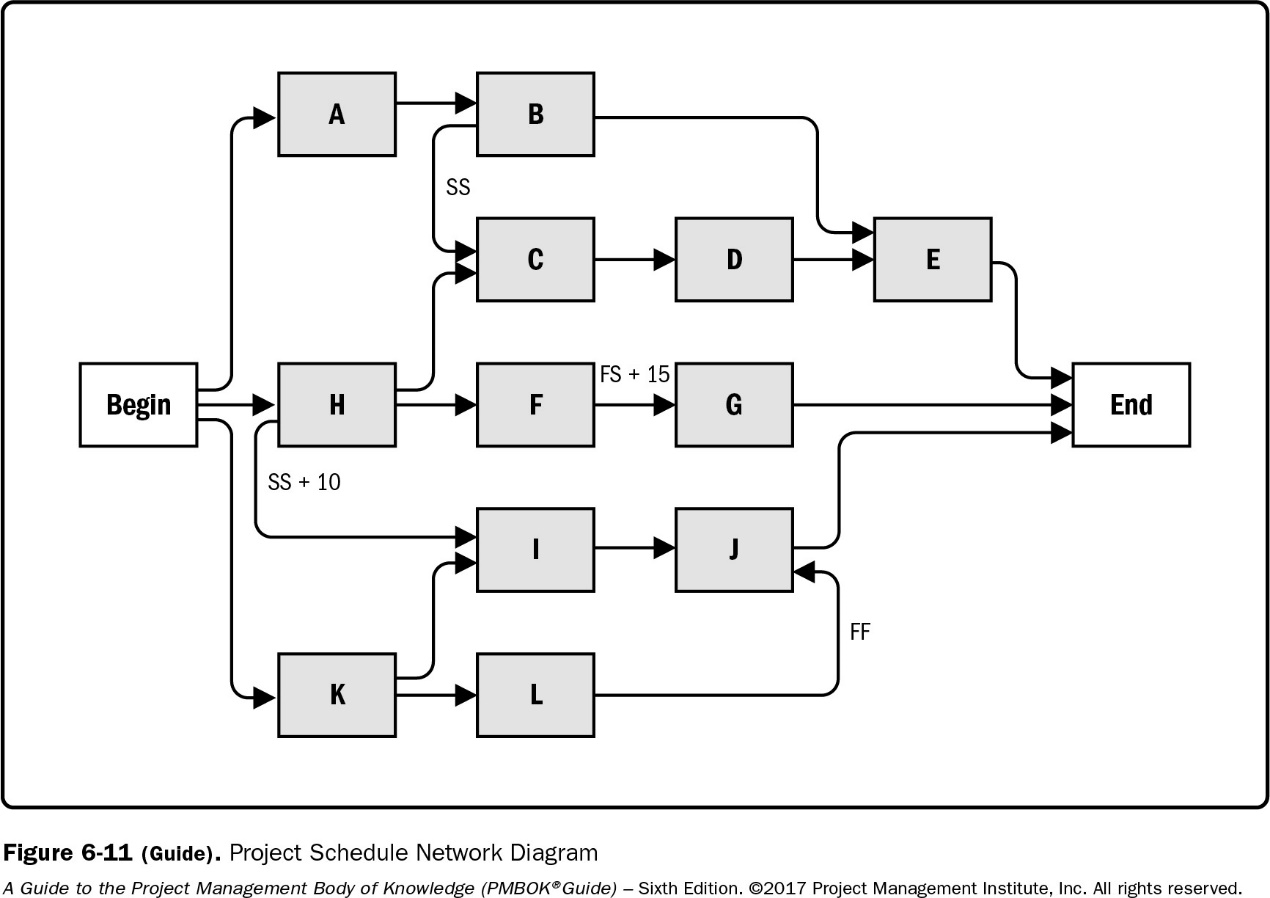 A
B
SS
C
D
E
FS + 15
Begin
H
F
G
End
SS + 10
I
J
FF
K
L
Figure 6-11 (Guide). Project Schedule Network Diagram
A Guide to the Project Management Body of Knowledge (PMBOK®Guide) – Sixth Edition. ©2017 Project Management Institute, Inc. All rights reserved.